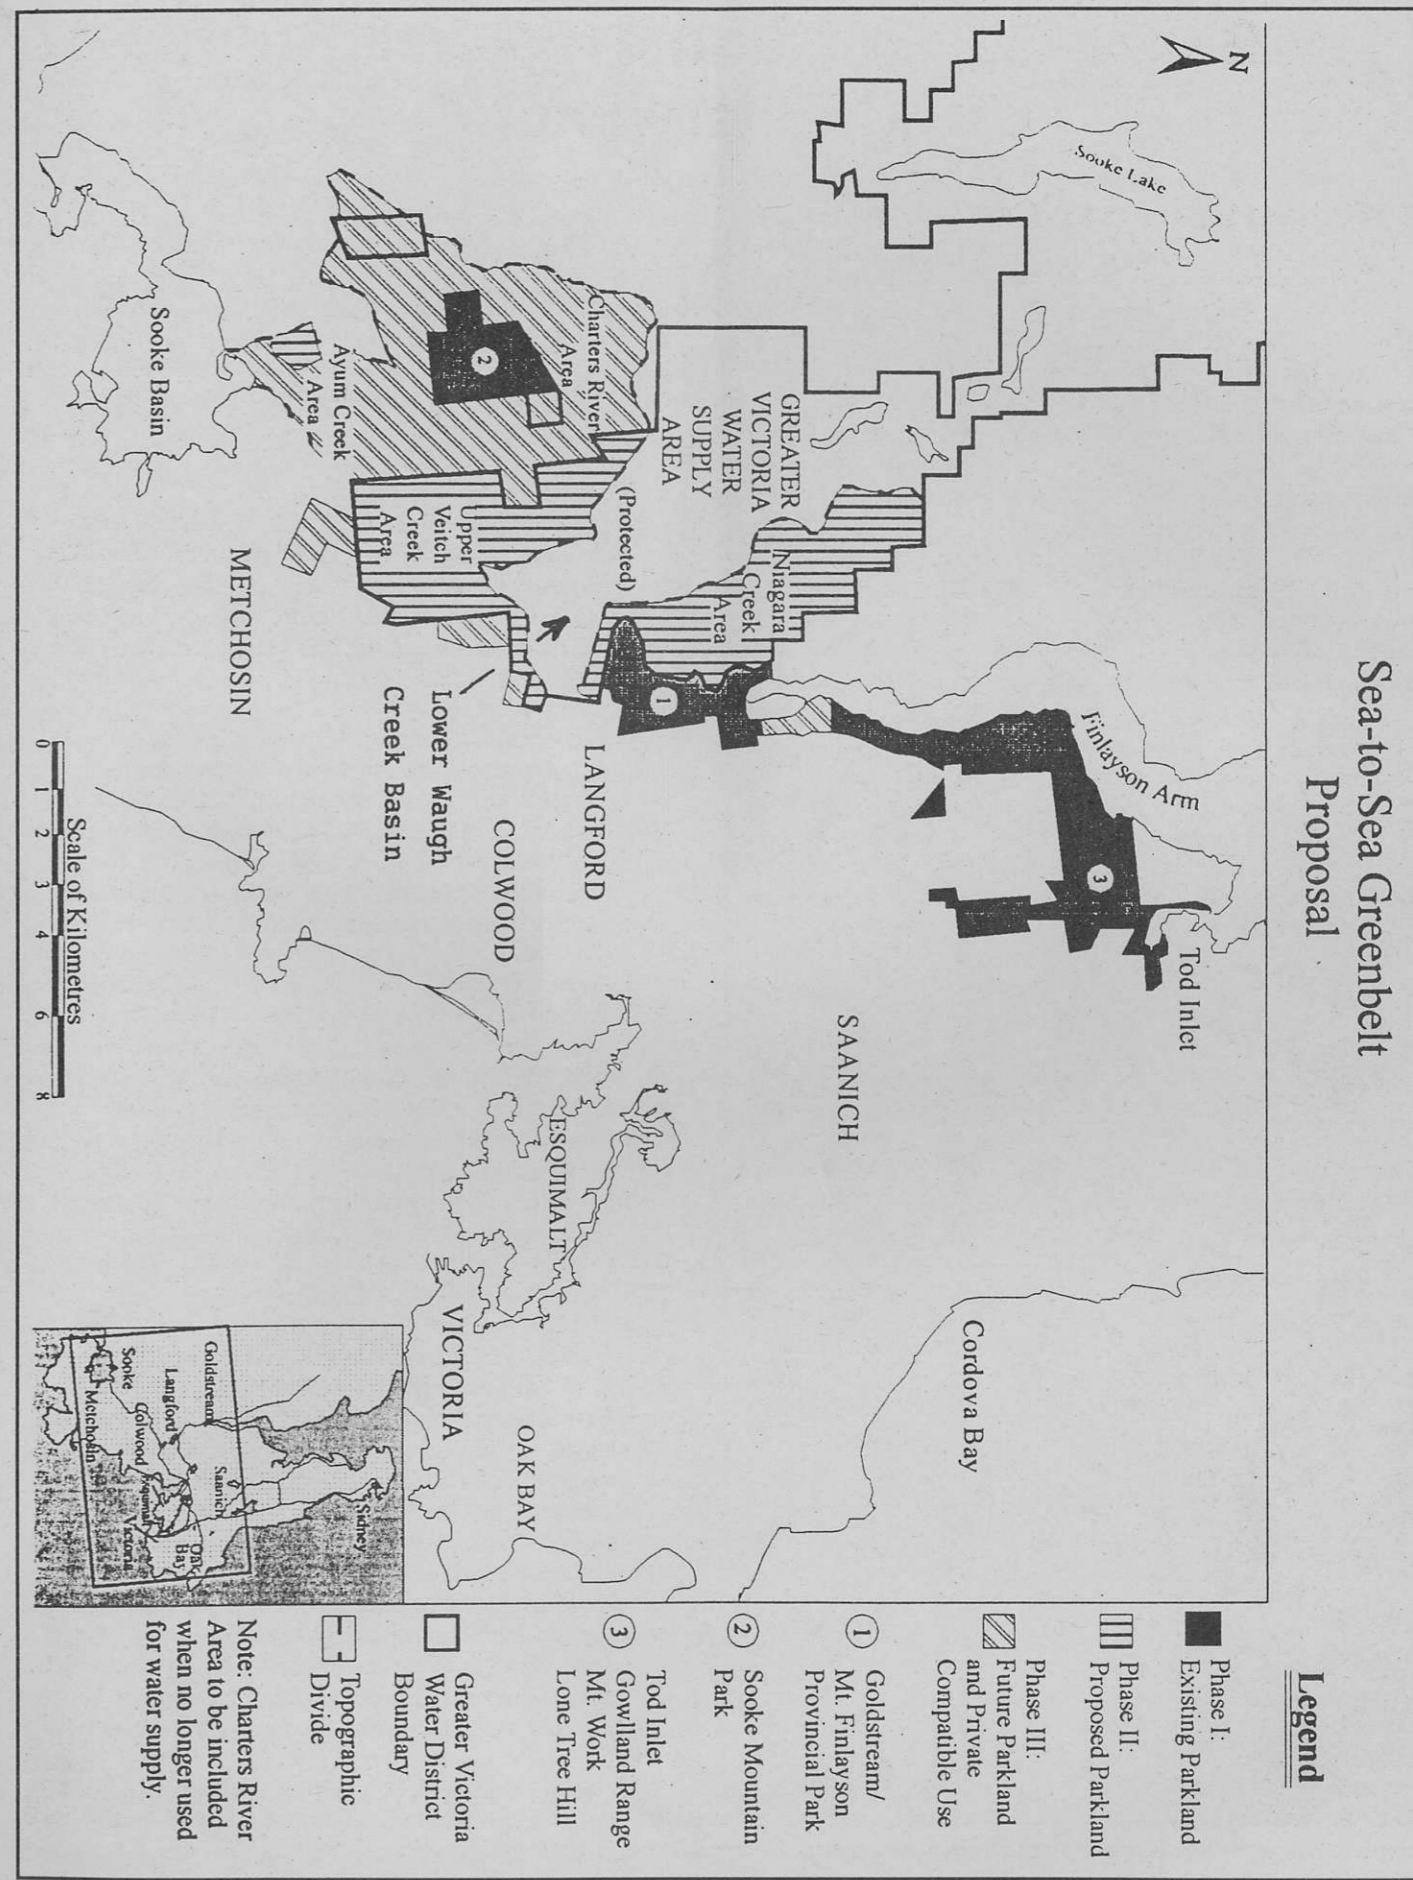 Sea-to-Sea Greenbelt
Proposal
N
Sooke Lake
Finlayson Arm
Tod Inlet
3
SAANICH
Cordova Bay
GREATER
VICTORIA
WATER
SUPPLY
AREA
(Protected)
Niagara
Creek
Area
1
Charters River
Area
2
Ayum Creek
Area
Upper
Veitch
Creek
Area
Sooke Basin
METCHOSIN
Lower Waugh
Creek Basin
LANGFORD
COLWOOD
ESQUIMALT
VICTORIA
OAK BAY
0 1 2 3 4 6 8
Scale of Kilometres
Goldstream
Sidney
Saanich
Langford
Sooke
Colwood
Oak
Bay
Esquimalt
Metchosin
Victoria
Legend
Phase I:
Existing Parkland
Phase II:
Proposed Parkland
Phase III:
Future Parkland
and Private
Compatible Use
1 Goldstream/
Mt. Finlayson
Provincial Park
2 Sooke Mountain
Park
Tod Inlet
3 Gowlland Range
Mt. Work
Lone Tree Hill
Greater Victoria
Water District
Boundary
Topographic
Divide
Note: Charters River
Area to be included
when no longer used
for water supply.